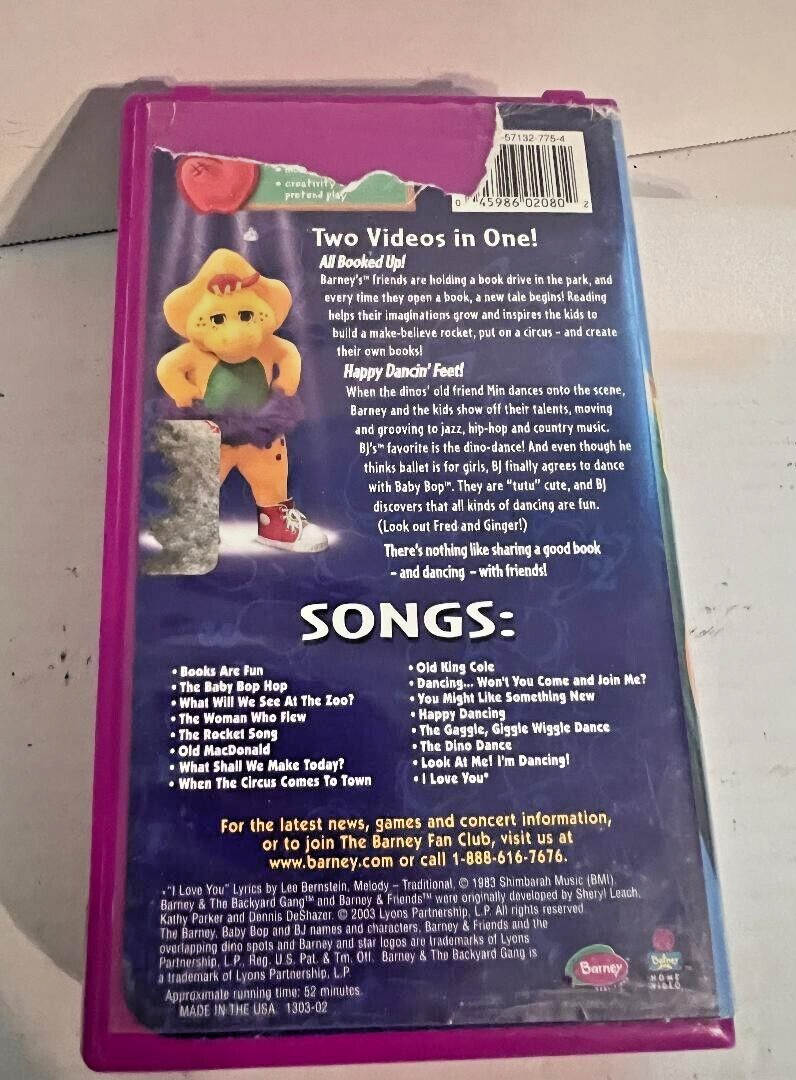 -57132-775-4
• creativity
pretend play
0 45986 02080 2
Two Videos in One!
All Booked Up!
Barney's™ friends are holding a book drive in the park, and
every time they open a book, a new tale begins! Reading
helps their imaginations grow and inspires the kids to
build a make-believe rocket, put on a circus – and create
their own books!
Happy Dancin' Feet!
When the dinos' old friend Min dances onto the scene,
Barney and the kids show off their talents, moving
and grooving to jazz, hip-hop and country music.
BJ's™ favorite is the dino-dance! And even though he
thinks ballet is for girls, BJ finally agrees to dance
with Baby Bop™. They are "tutu" cute, and BJ
discovers that all kinds of dancing are fun.
(Look out Fred and Ginger!)
There's nothing like sharing a good book
– and dancing – with friends!
SONGS:
• Books Are Fun
• The Baby Bop Hop
• What Will We See At The Zoo?
• The Woman Who Flew
• The Rocket Song
• Old MacDonald
• What Shall We Make Today?
• When The Circus Comes To Town
• Old King Cole
• Dancing... Won't You Come and Join Me?
• You Might Like Something New
• Happy Dancing
• The Gaggle, Giggle Wiggle Dance
• The Dino Dance
• Look At Me! I'm Dancing!
• I Love You*
For the latest news, games and concert information,
or to join The Barney Fan Club, visit us at
www.barney.com or call 1-888-616-7676.
*"I Love You" Lyrics by Lee Bernstein, Melody – Traditional, © 1983 Shimbarah Music (BMI).
Barney & The Backyard Gang™ and Barney & Friends™ were originally developed by Sheryl Leach,
Kathy Parker and Dennis DeShazer. © 2003 Lyons Partnership, L.P. All rights reserved.
The Barney, Baby Bop and BJ names and characters, Barney & Friends and the
overlapping dino spots and Barney and star logos are trademarks of Lyons
Partnership, L.P., Reg. U.S. Pat. & Tm. Off. Barney & The Backyard Gang is
a trademark of Lyons Partnership, L.P.
Approximate running time: 52 minutes
MADE IN THE USA 1303-02
Barney
Barney
HOME
VIDEO